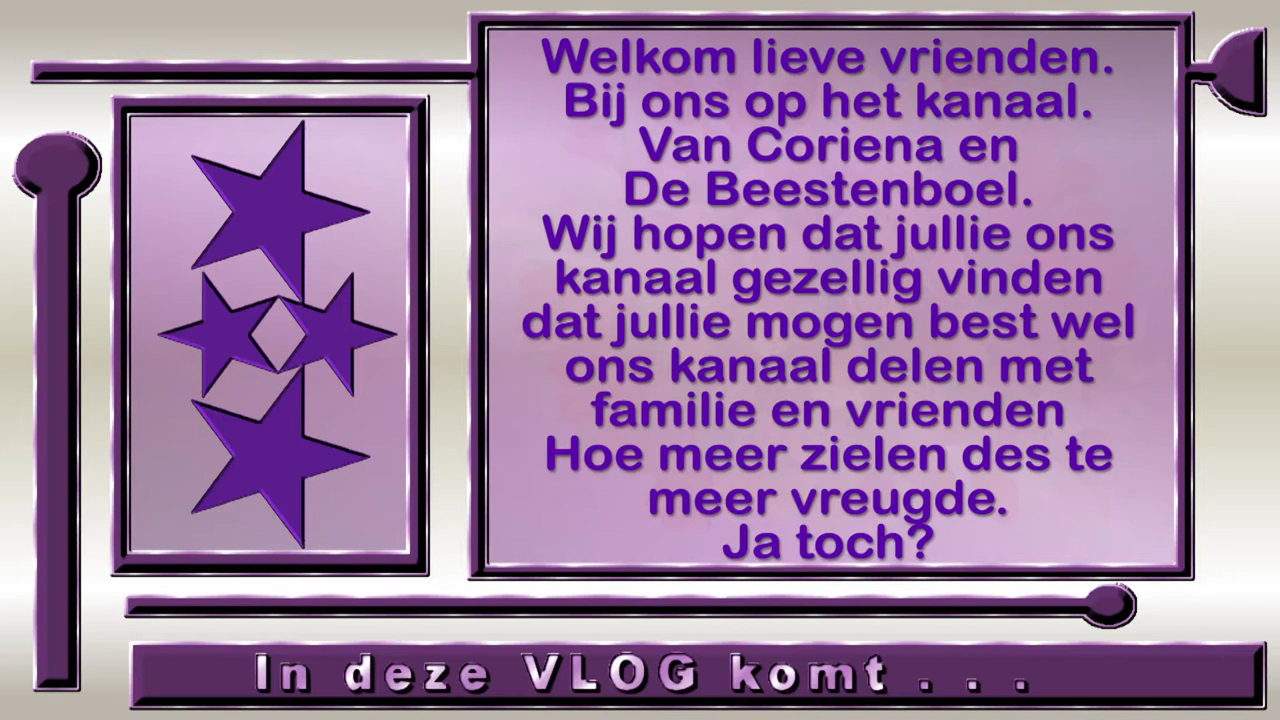 Welkom lieve vrienden.
Bij ons op het kanaal.
Van Coriena en
De Beestenboel.
Wij hopen dat jullie ons
kanaal gezellig vinden
dat jullie mogen best wel
ons kanaal delen met
familie en vrienden
Hoe meer zielen des te
meer vreugde.
Ja toch?
In deze VLOG komt . . .